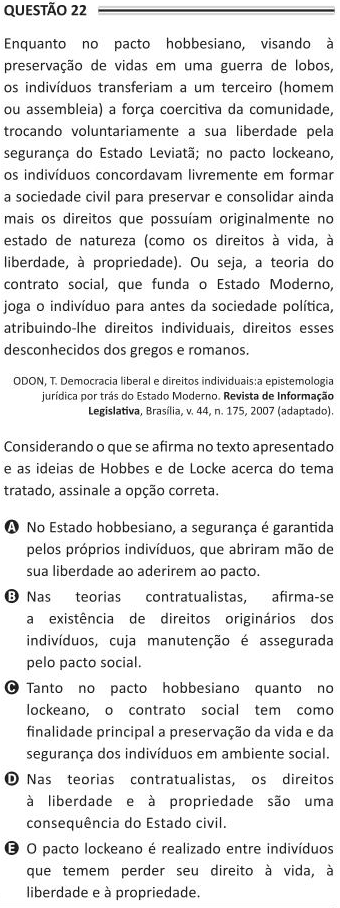 QUESTÃO 22
Enquanto no pacto hobbesiano, visando à
preservação de vidas em uma guerra de lobos,
os indivíduos transferiam a um terceiro (homem
ou assembleia) a força coercitiva da comunidade,
trocando voluntariamente a sua liberdade pela
segurança do Estado Leviatã; no pacto lockeano,
os indivíduos concordavam livremente em formar
a sociedade civil para preservar e consolidar ainda
mais os direitos que possuíam originalmente no
estado de natureza (como os direitos à vida, à
liberdade, à propriedade). Ou seja, a teoria do
contrato social, que funda o Estado Moderno,
joga o indivíduo para antes da sociedade política,
atribuindo-lhe direitos individuais, direitos esses
desconhecidos dos gregos e romanos.
ODON, T. Democracia liberal e direitos individuais:a epistemologia
jurídica por trás do Estado Moderno. Revista de Informação
Legislativa, Brasília, v. 44, n. 175, 2007 (adaptado).
Considerando o que se afirma no texto apresentado
e as ideias de Hobbes e de Locke acerca do tema
tratado, assinale a opção correta.
A No Estado hobbesiano, a segurança é garantida
pelos próprios indivíduos, que abriram mão de
sua liberdade ao aderirem ao pacto.
B Nas teorias contratualistas, afirma-se
a existência de direitos originários dos
indivíduos, cuja manutenção é assegurada
pelo pacto social.
C Tanto no pacto hobbesiano quanto no
lockeano, o contrato social tem como
finalidade principal a preservação da vida e da
segurança dos indivíduos em ambiente social.
D Nas teorias contratualistas, os direitos
à liberdade e à propriedade são uma
consequência do Estado civil.
E O pacto lockeano é realizado entre indivíduos
que temem perder seu direito à vida, à
liberdade e à propriedade.